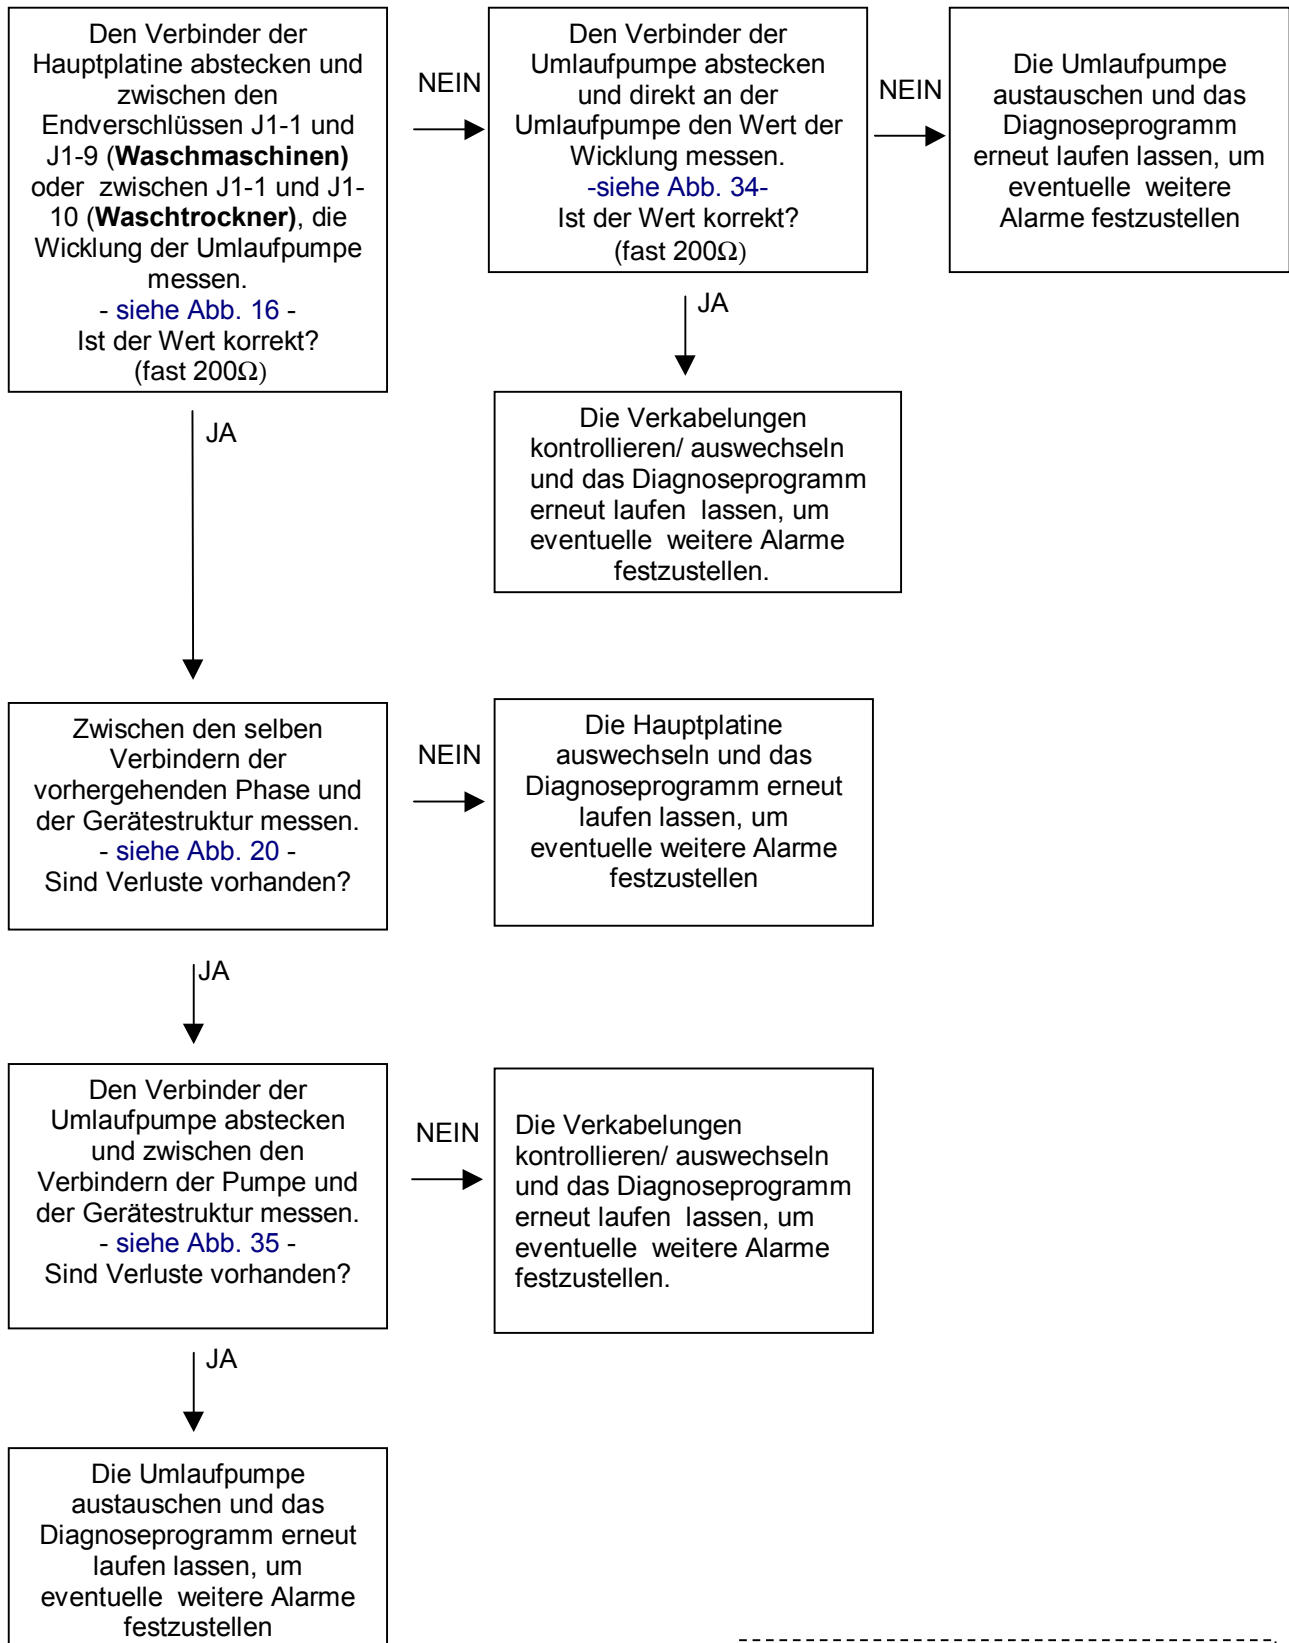 Den Verbinder der
Hauptplatine abstecken und
zwischen den
Endverschlüssen J1-1 und
J1-9 (Waschmaschinen)
oder zwischen J1-1 und J1-
10 (Waschtrockner), die
Wicklung der Umlaufpumpe
messen.
- siehe Abb. 16 -
Ist der Wert korrekt?
(fast 200Ω)
NEIN
Den Verbinder der
Umlaufpumpe abstecken
und direkt an der
Umlaufpumpe den Wert der
Wicklung messen.
-siehe Abb. 34-
Ist der Wert korrekt?
(fast 200Ω)
NEIN
Die Umlaufpumpe
austauschen und das
Diagnoseprogramm
erneut laufen lassen, um
eventuelle weitere
Alarme festzustellen
JA
Die Verkabelungen
kontrollieren/ auswechseln
und das Diagnoseprogramm
erneut laufen lassen, um
eventuelle weitere Alarme
festzustellen.
JA
Zwischen den selben
Verbindern der
vorhergehenden Phase und
der Gerätestruktur messen.
- siehe Abb. 20 -
Sind Verluste vorhanden?
NEIN
Die Hauptplatine
auswechseln und das
Diagnoseprogramm erneut
laufen lassen, um
eventuelle weitere Alarme
festzustellen
JA
Den Verbinder der
Umlaufpumpe abstecken
und zwischen den
Verbindern der Pumpe und
der Gerätestruktur messen.
- siehe Abb. 35 -
Sind Verluste vorhanden?
NEIN
Die Verkabelungen
kontrollieren/ auswechseln
und das Diagnoseprogramm
erneut laufen lassen, um
eventuelle weitere Alarme
festzustellen.
JA
Die Umlaufpumpe
austauschen und das
Diagnoseprogramm erneut
laufen lassen, um
eventuelle weitere Alarme
festzustellen